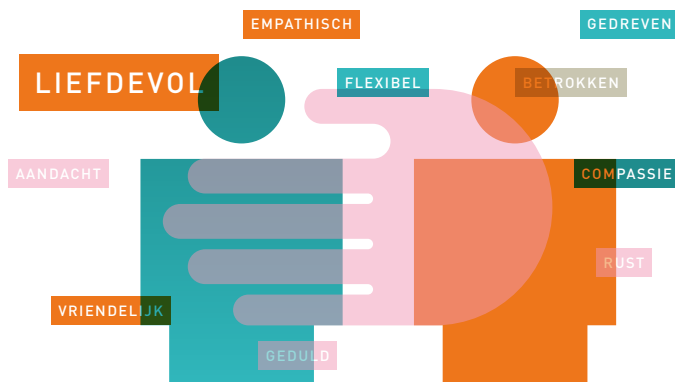 EMPATHISCH
GEDREVEN
LIEFDEVOL
FLEXIBEL
BETROKKEN
AANDACHT
COMPASSIE
RUST
VRIENDELIJK
GEDULD